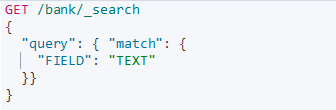 GET /bank/_search
{
  "query": { "match": {
    "FIELD": "TEXT"
  }}
}